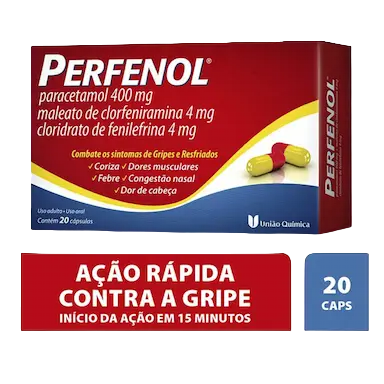 PERFENOL®
paracetamol 400 mg
maleato de clorfeniramina 4 mg
cloridrato de fenilefrina 4 mg
Combate os sintomas de Gripes e Resfriados
✓Coriza ✓Dores musculares
✓Febre ✓Congestão nasal
✓Dor de cabeça
Uso adulto • Uso oral
Contém 20 cápsulas
União Química
PERFENOL®
AÇÃO RÁPIDA
CONTRA A GRIPE
INÍCIO DA AÇÃO EM 15 MINUTOS
20
CAPS